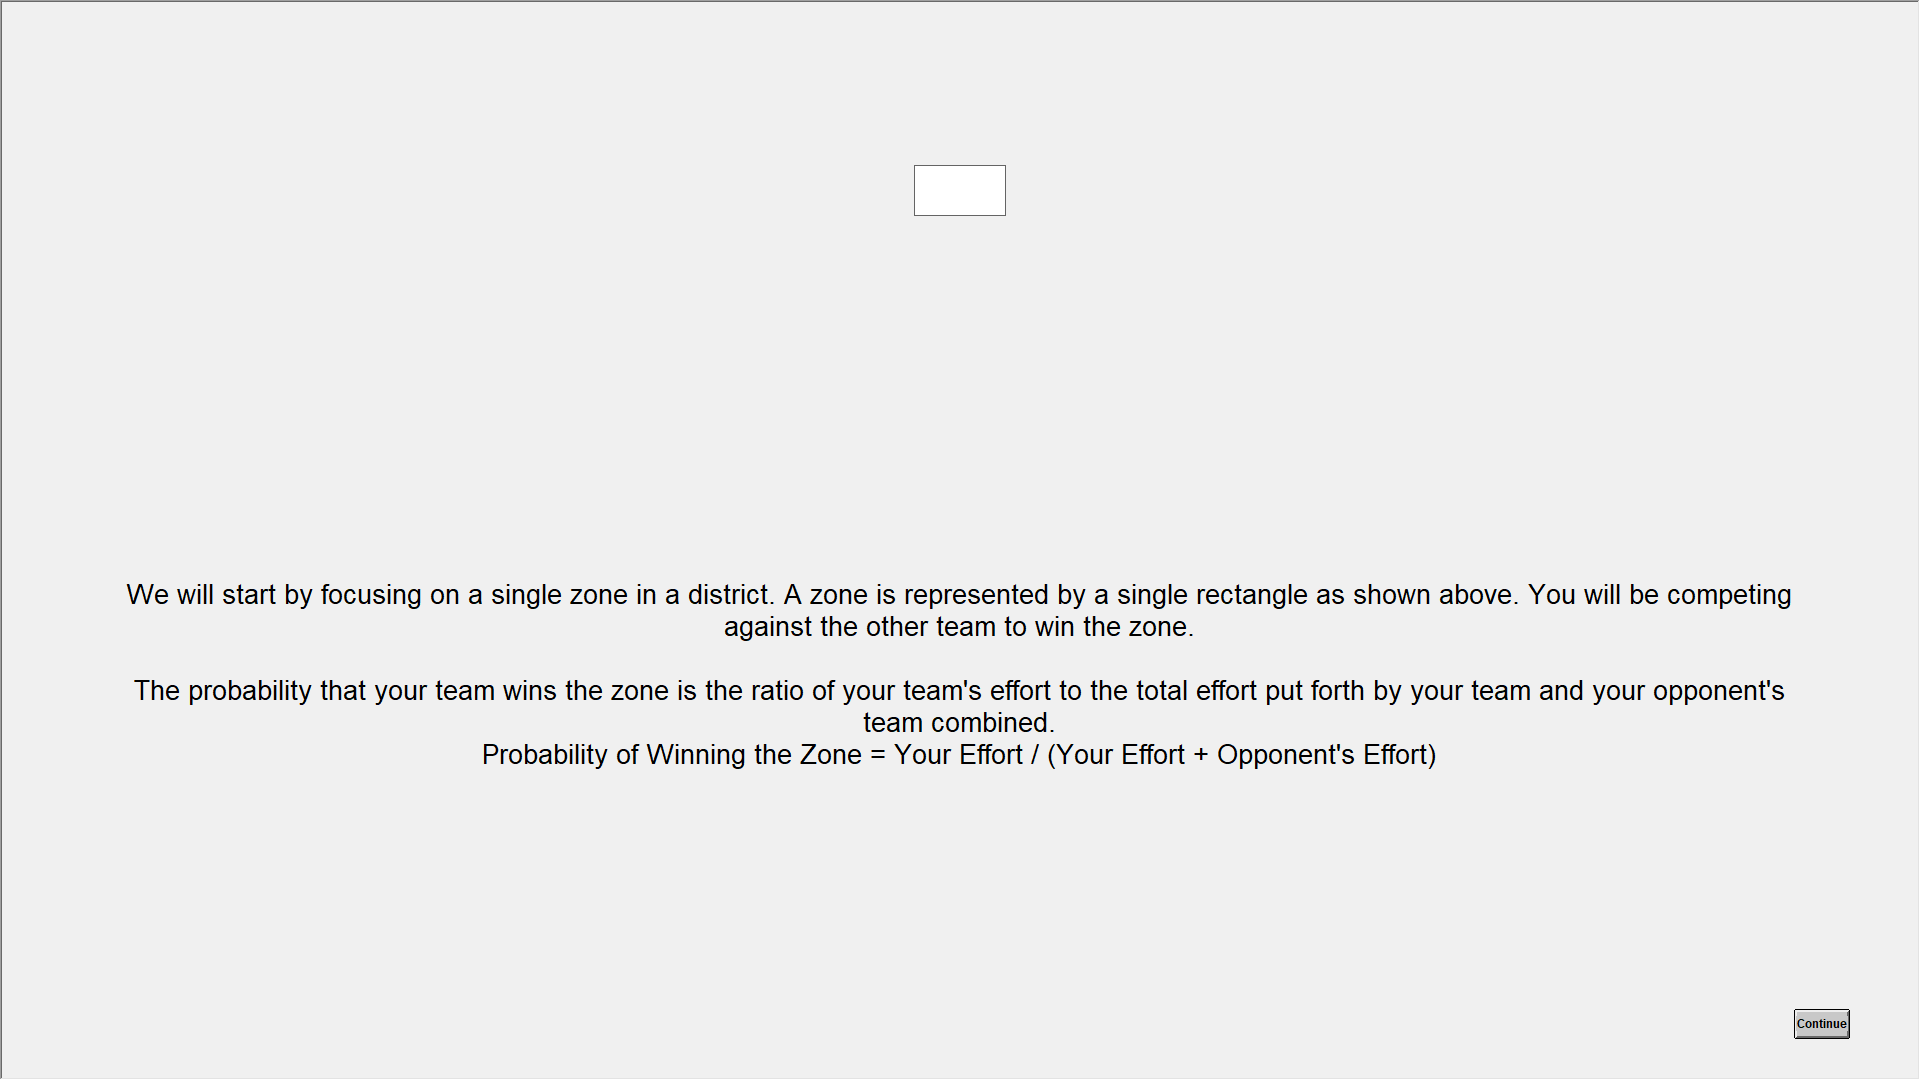 We will start by focusing on a single zone in a district. A zone is represented by a single rectangle as shown above. You will be competing
against the other team to win the zone.
The probability that your team wins the zone is the ratio of your team's effort to the total effort put forth by your team and your opponent's
team combined.
Probability of Winning the Zone = Your Effort / (Your Effort + Opponent's Effort)
Continue